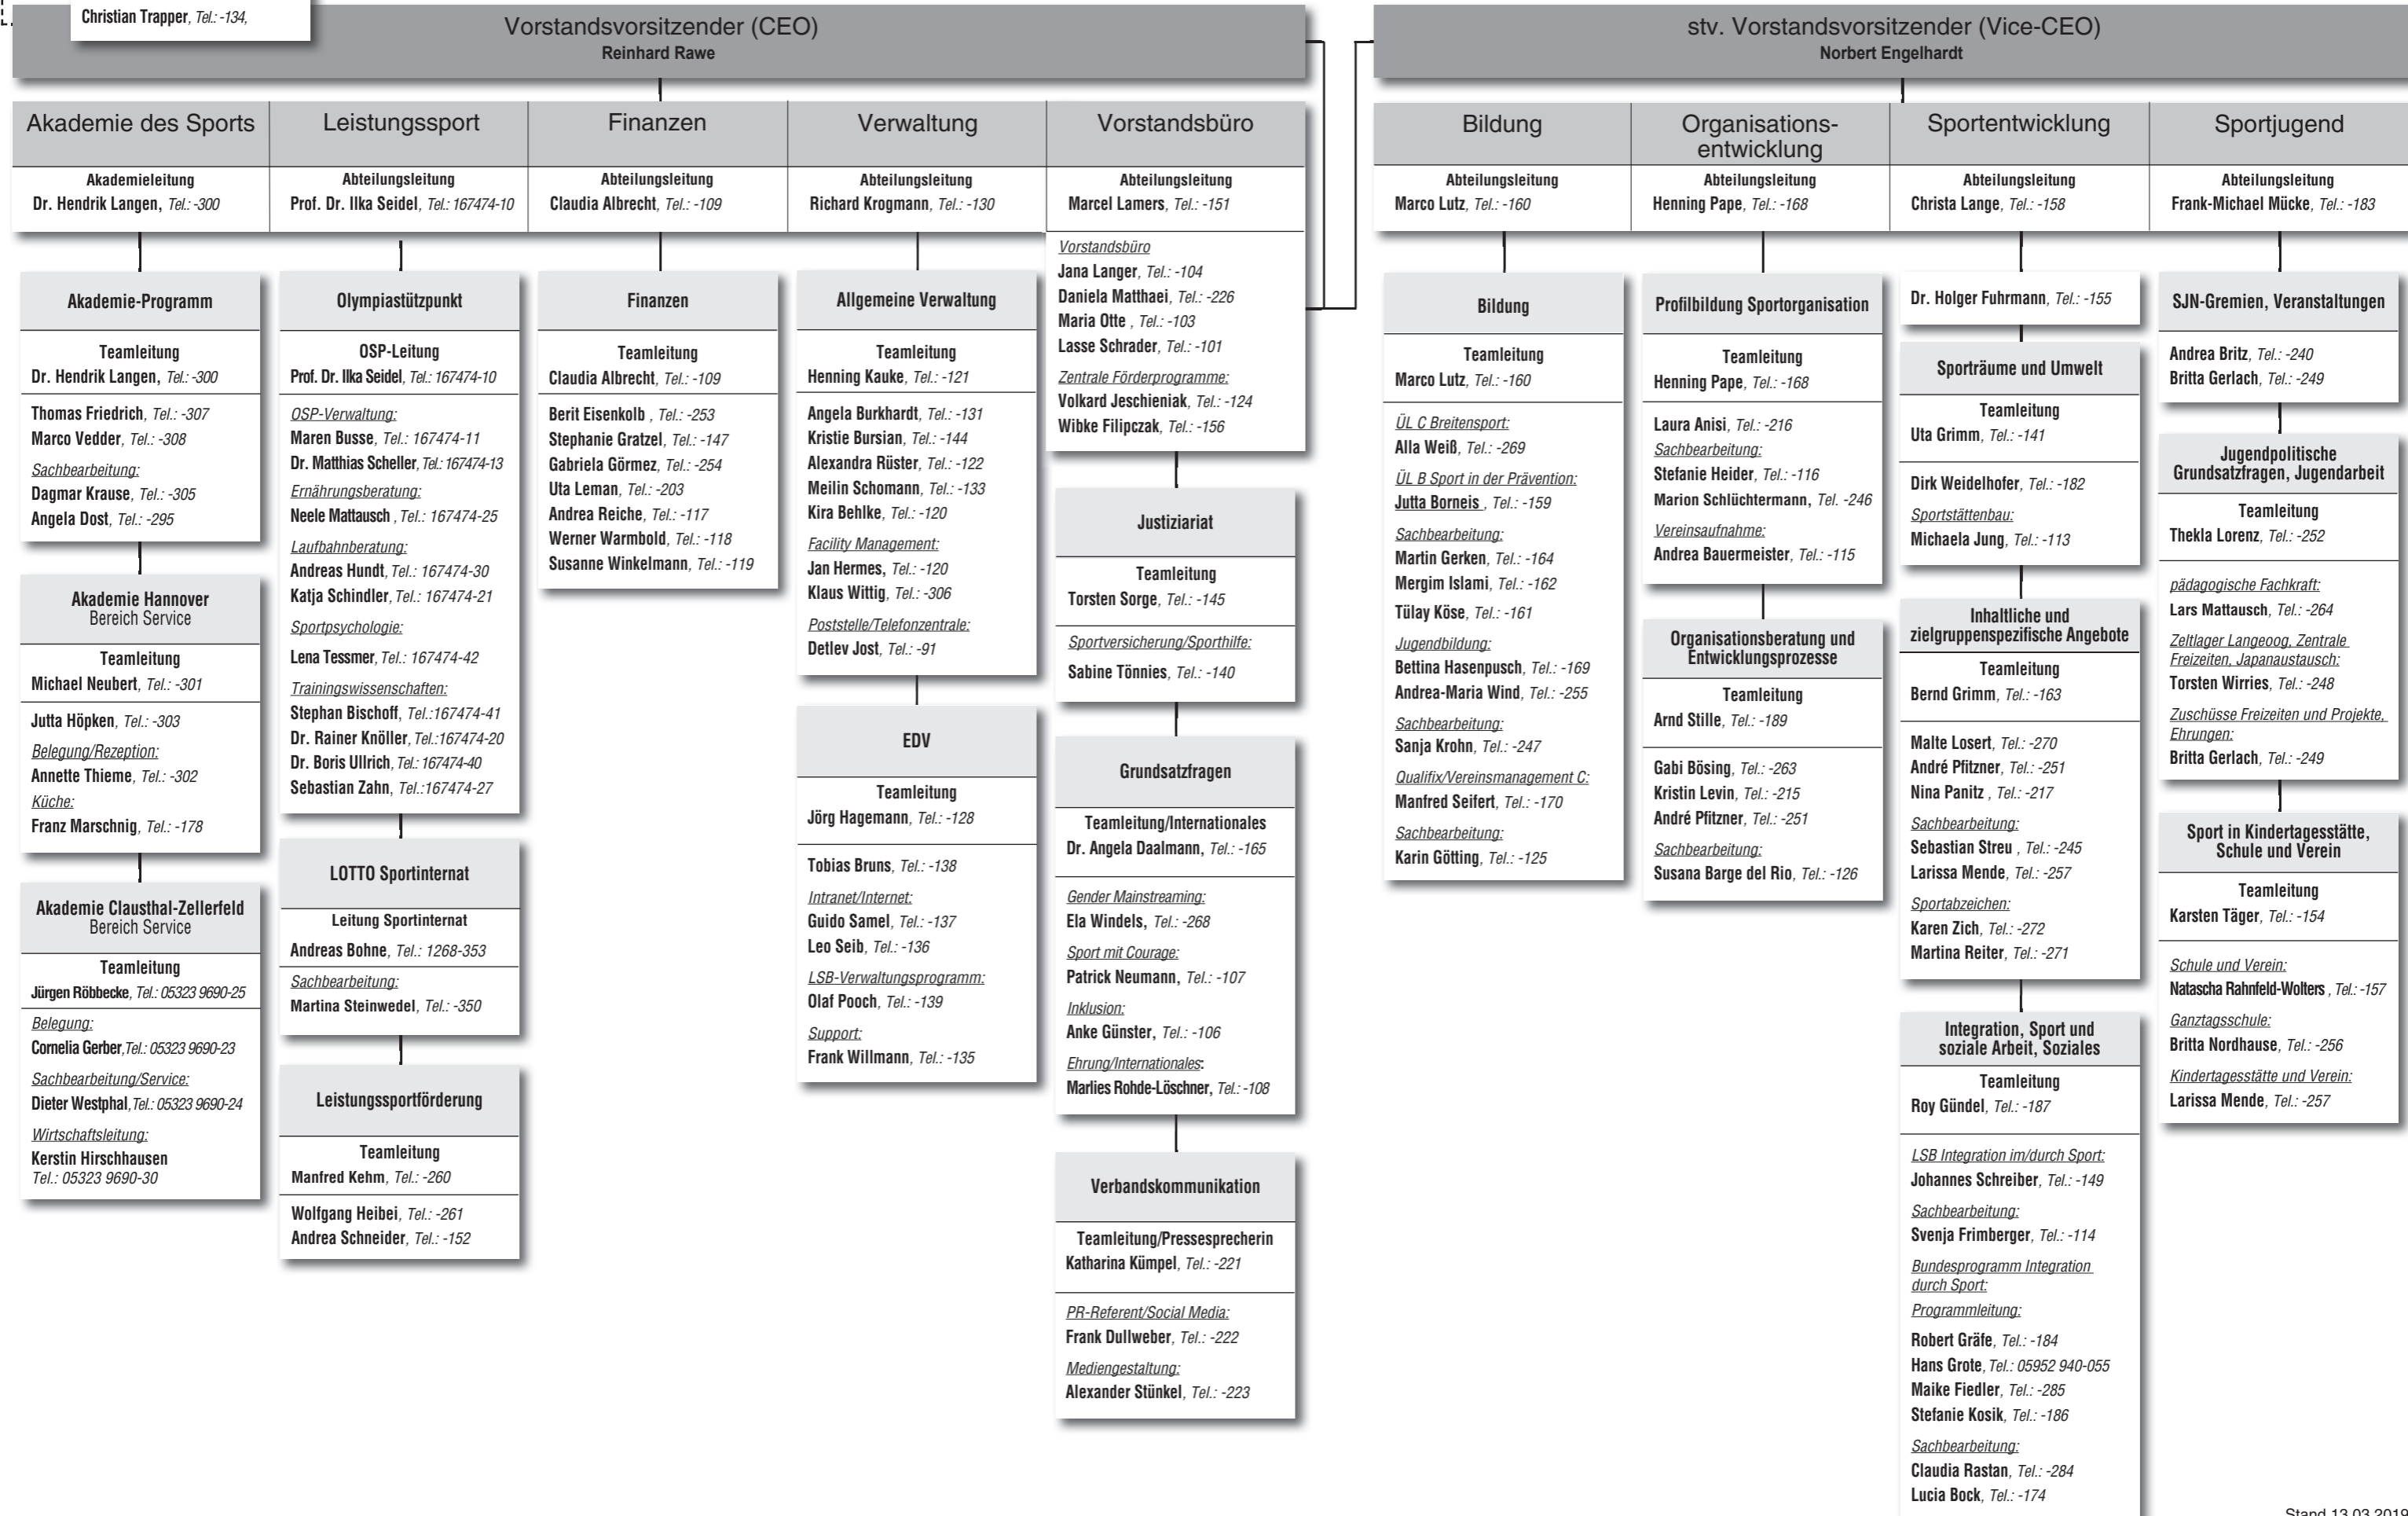 Christian Trapper, Tel.: -134,
Vorstandsvorsitzender (CEO)
Reinhard Rawe
stv. Vorstandsvorsitzender (Vice-CEO)
Norbert Engelhardt
Akademie des Sports
Akademieleitung
Dr. Hendrik Langen, Tel.: -300
Akademie-Programm
Teamleitung
Dr. Hendrik Langen, Tel.: -300
Thomas Friedrich, Tel.: -307
Marco Vedder, Tel.: -308
Sachbearbeitung:
Dagmar Krause, Tel.: -305
Angela Dost, Tel.: -295
Akademie Hannover
Bereich Service
Teamleitung
Michael Neubert, Tel.: -301
Jutta Höpken, Tel.: -303
Belegung/Rezeption:
Annette Thieme, Tel.: -302
Küche:
Franz Marschnig, Tel.: -178
Akademie Clausthal-Zellerfeld
Bereich Service
Teamleitung
Jürgen Röbbecke, Tel.: 05323 9690-25
Belegung:
Cornelia Gerber,Tel.: 05323 9690-23
Sachbearbeitung/Service:
Dieter Westphal,Tel.: 05323 9690-24
Wirtschaftsleitung:
Kerstin Hirschhausen
Tel.: 05323 9690-30
Leistungssport
Abteilungsleitung
Prof. Dr. Ilka Seidel, Tel.: 167474-10
Olympiastützpunkt
OSP-Leitung
Prof. Dr. Ilka Seidel, Tel.: 167474-10
OSP-Verwaltung:
Maren Busse, Tel.: 167474-11
Dr. Matthias Scheller, Tel.: 167474-13
Ernährungsberatung:
Neele Mattausch ,Tel.: 167474-25
Laufbahnberatung:
Andreas Hundt,Tel.: 167474-30
Katja Schindler,Tel.: 167474-21
Sportpsychologie:
Lena Tessmer,Tel.: 167474-42
Trainingswissenschaften:
Stephan Bischoff, Tel.:167474-41
Dr. Rainer Knöller,Tel.:167474-20
Dr. Boris Ullrich,Tel.: 167474-40
Sebastian Zahn, Tel.:167474-27
LOTTO Sportinternat
Leitung Sportinternat
Andreas Bohne, Tel.: 1268-353
Sachbearbeitung:
Martina Steinwedel, Tel.: -350
Leistungssportförderung
Teamleitung
Manfred Kehm, Tel.: -260
Wolfgang Heibei, Tel.: -261
Andrea Schneider, Tel.: -152
Finanzen
Abteilungsleitung
Claudia Albrecht, Tel.: -109
Finanzen
Teamleitung
Claudia Albrecht, Tel.: -109
Berit Eisenkolb , Tel.: -253
Stephanie Gratzel, Tel.: -147
Gabriela Görmez, Tel.: -254
Uta Leman, Tel.: -203
Andrea Reiche, Tel.: -117
Werner Warmbold, Tel.: -118
Susanne Winkelmann, Tel.: -119
Verwaltung
Abteilungsleitung
Richard Krogmann, Tel.: -130
Allgemeine Verwaltung
Teamleitung
Henning Kauke, Tel.: -121
Angela Burkhardt, Tel.: -131
Kristie Bursian, Tel.: -144
Alexandra Rüster, Tel.: -122
Meilin Schomann, Tel.: -133
Kira Behlke, Tel.: -120
Facility Management:
Jan Hermes, Tel.: -120
Klaus Wittig, Tel.: -306
Poststelle/Telefonzentrale:
Detlev Jost, Tel.: -91
EDV
Teamleitung
Jörg Hagemann, Tel.: -128
Tobias Bruns, Tel.: -138
Intranet/Internet:
Guido Samel, Tel.: -137
Leo Seib, Tel.: -136
LSB-Verwaltungsprogramm:
Olaf Pooch, Tel.: -139
Support:
Frank Willmann, Tel.: -135
Vorstandsbüro
Abteilungsleitung
Marcel Lamers, Tel.: -151
Vorstandsbüro
Jana Langer, Tel.: -104
Daniela Matthaei, Tel.: -226
Maria Otte , Tel.: -103
Lasse Schrader, Tel.: -101
Zentrale Förderprogramme:
Volkard Jeschieniak, Tel.: -124
Wibke Filipczak, Tel.: -156
Justiziariat
Teamleitung
Torsten Sorge, Tel.: -145
Sportversicherung/Sporthilfe:
Sabine Tönnies, Tel.: -140
Grundsatzfragen
Teamleitung/Internationales
Dr. Angela Daalmann, Tel.: -165
Gender Mainstreaming:
Ela Windels, Tel.: -268
Sport mit Courage:
Patrick Neumann, Tel.: -107
Inklusion:
Anke Günster, Tel.: -106
Ehrung/Internationales:
Marlies Rohde-Löschner, Tel.: -108
Verbandskommunikation
Teamleitung/Pressesprecherin
Katharina Kümpel, Tel.: -221
PR-Referent/Social Media:
Frank Dullweber, Tel.: -222
Mediengestaltung:
Alexander Stünkel, Tel.: -223
Bildung
Abteilungsleitung
Marco Lutz, Tel.: -160
Bildung
Teamleitung
Marco Lutz, Tel.: -160
ÜL C Breitensport:
Alla Weiß, Tel.: -269
ÜL B Sport in der Prävention:
Jutta Borneis , Tel.: -159
Sachbearbeitung:
Martin Gerken, Tel.: -164
Mergim Islami, Tel.: -162
Tülay Köse, Tel.: -161
Jugendbildung:
Bettina Hasenpusch, Tel.: -169
Andrea-Maria Wind, Tel.: -255
Sachbearbeitung:
Sanja Krohn, Tel.: -247
Qualifix/Vereinsmanagement C:
Manfred Seifert, Tel.: -170
Sachbearbeitung:
Karin Götting, Tel.: -125
Organisations-
entwicklung
Abteilungsleitung
Henning Pape, Tel.: -168
Profilbildung Sportorganisation
Teamleitung
Henning Pape, Tel.: -168
Laura Anisi, Tel.: -216
Sachbearbeitung:
Stefanie Heider, Tel.: -116
Marion Schlüchtermann, Tel. -246
Vereinsaufnahme:
Andrea Bauermeister, Tel.: -115
Organisationsberatung und
Entwicklungsprozesse
Teamleitung
Arnd Stille, Tel.: -189
Gabi Bösing, Tel.: -263
Kristin Levin, Tel.: -215
André Pfitzner, Tel.: -251
Sachbearbeitung:
Susana Barge del Rio, Tel.: -126
Sportentwicklung
Abteilungsleitung
Christa Lange, Tel.: -158
Dr. Holger Fuhrmann, Tel.: -155
Sporträume und Umwelt
Teamleitung
Uta Grimm, Tel.: -141
Dirk Weidelhofer, Tel.: -182
Sportstättenbau:
Michaela Jung, Tel.: -113
Inhaltliche und
zielgruppenspezifische Angebote
Teamleitung
Bernd Grimm, Tel.: -163
Malte Losert, Tel.: -270
André Pfitzner, Tel.: -251
Nina Panitz , Tel.: -217
Sachbearbeitung:
Sebastian Streu , Tel.: -245
Larissa Mende, Tel.: -257
Sportabzeichen:
Karen Zich, Tel.: -272
Martina Reiter, Tel.: -271
Integration, Sport und
soziale Arbeit, Soziales
Teamleitung
Roy Gündel, Tel.: -187
LSB Integration im/durch Sport:
Johannes Schreiber, Tel.: -149
Sachbearbeitung:
Svenja Frimberger, Tel.: -114
Bundesprogramm Integration
durch Sport:
Programmleitung:
Robert Gräfe, Tel.: -184
Hans Grote,Tel.: 05952 940-055
Maike Fiedler, Tel.: -285
Stefanie Kosik, Tel.: -186
Sachbearbeitung:
Claudia Rastan, Tel.: -284
Lucia Bock, Tel.: -174
Sportjugend
Abteilungsleitung
Frank-Michael Mücke, Tel.: -183
SJN-Gremien, Veranstaltungen
Andrea Britz, Tel.: -240
Britta Gerlach, Tel.: -249
Jugendpolitische
Grundsatzfragen, Jugendarbeit
Teamleitung
Thekla Lorenz, Tel.: -252
pädagogische Fachkraft:
Lars Mattausch, Tel.: -264
Zeltlager Langeoog, Zentrale
Freizeiten, Japanaustausch:
Torsten Wirries, Tel.: -248
Zuschüsse Freizeiten und Projekte,
Ehrungen:
Britta Gerlach, Tel.: -249
Sport in Kindertagesstätte,
Schule und Verein
Teamleitung
Karsten Täger, Tel.: -154
Schule und Verein:
Natascha Rahnfeld-Wolters , Tel.: -157
Ganztagsschule:
Britta Nordhause, Tel.: -256
Kindertagesstätte und Verein:
Larissa Mende, Tel.: -257
Stand 13.03.2019